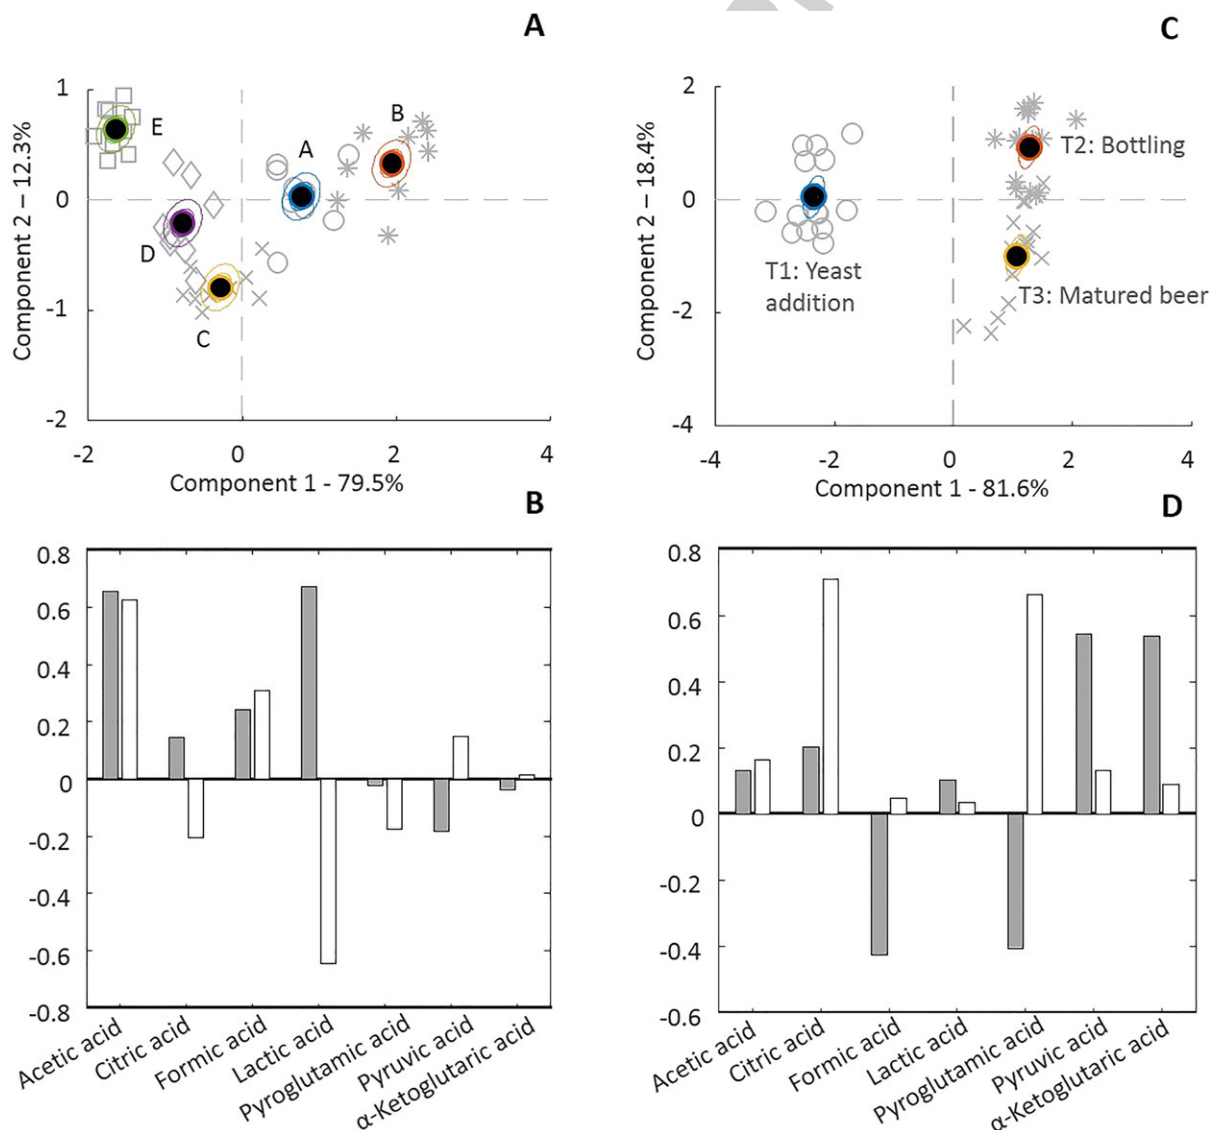 A
1
0
-1
-2
Component 2 – 12.3%
E
D
C
A
B
-2
0
2
4
Component 1 - 79.5%
C
2
0
-2
-4
Component 2 – 18.4%
T2: Bottling
T1: Yeast
addition
T3: Matured beer
-4
-2
0
2
4
Component 1 - 81.6%
B
0.8
0.6
0.4
0.2
0
-0.2
-0.4
-0.6
-0.8
Acetic acid
Citric acid
Formic acid
Lactic acid
Pyroglutamic acid
Pyruvic acid
α-Ketoglutaric acid
D
0.8
0.6
0.4
0.2
0
-0.2
-0.4
-0.6
Acetic acid
Citric acid
Formic acid
Lactic acid
Pyroglutamic acid
Pyruvic acid
α-Ketoglutaric acid